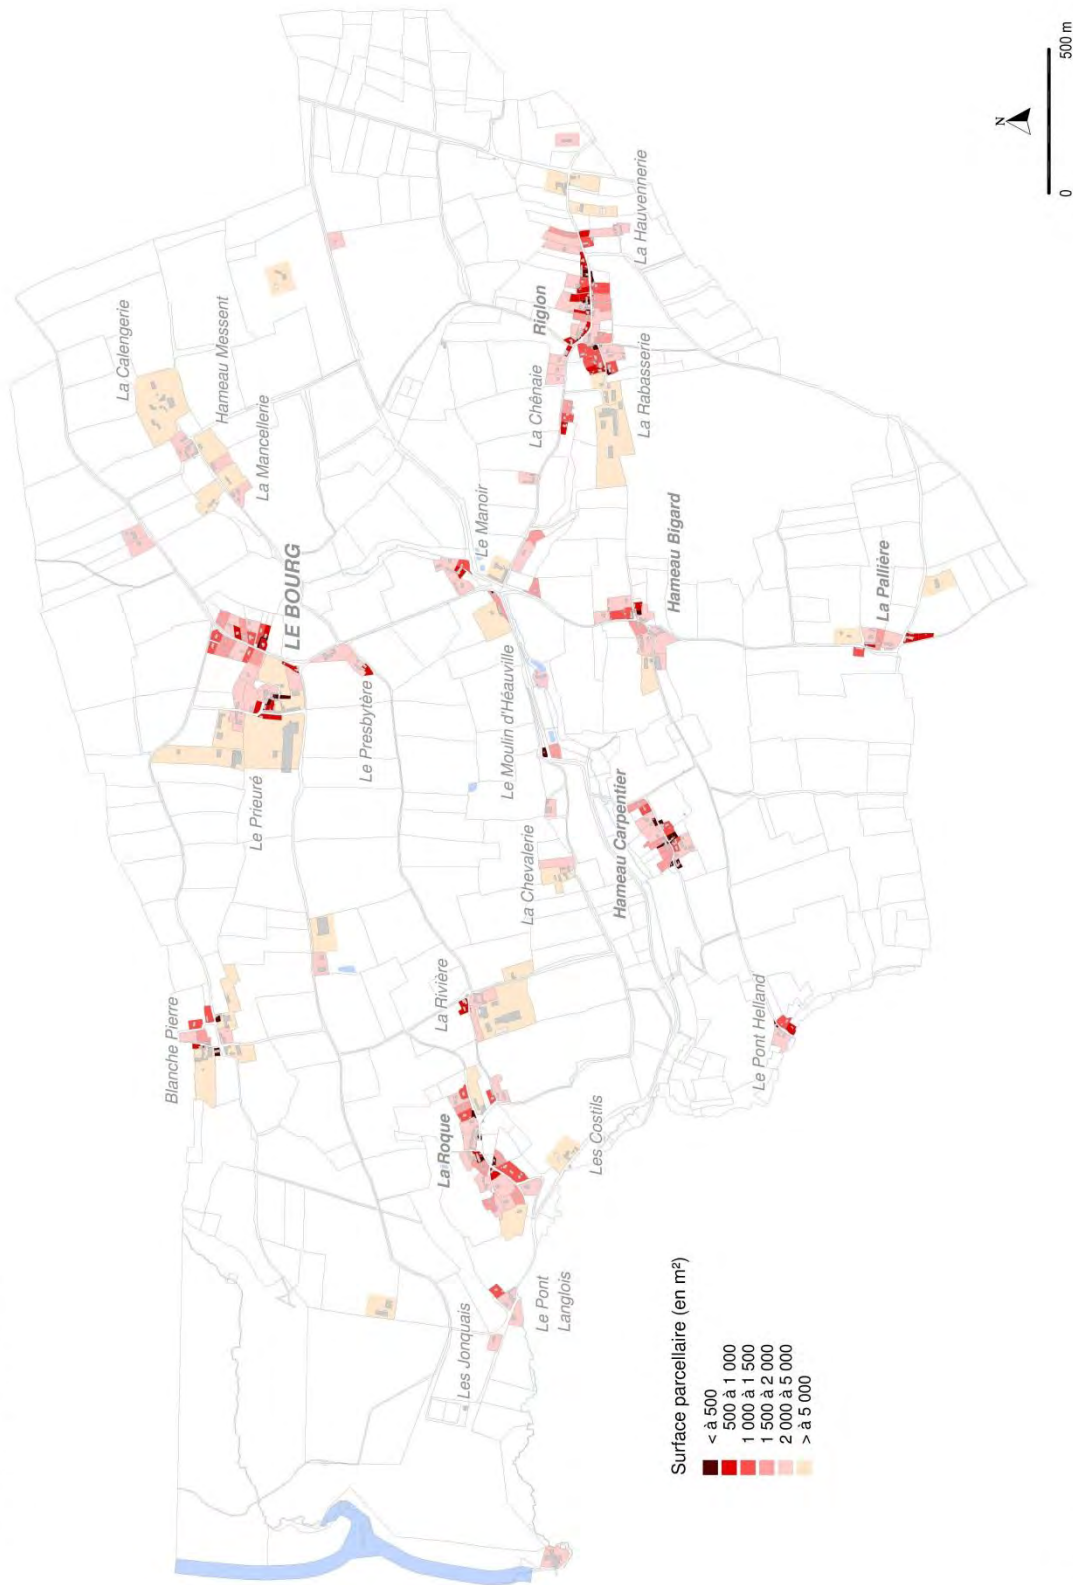 Blanche Pierre
Le Prieuré
LE BOURG
La Calengerie
Hameau Messent
La Mancellerie
Le Presbytère
Les Jonquais
La Roque
La Rivière
Le Pont
Langlois
Les Costils
La Chevalerie
Le Moulin d'Héauville
Le Manoir
La Chênaie
Riglon
La Hauvennerie
La Rabasserie
Hameau Carpentier
Hameau Bigard
Le Pont Helland
La Pallière
Surface parcellaire (en m²)
< à 500
500 à 1 000
1 000 à 1 500
1 500 à 2 000
2 000 à 5 000
> à 5 000
N
0 500 m